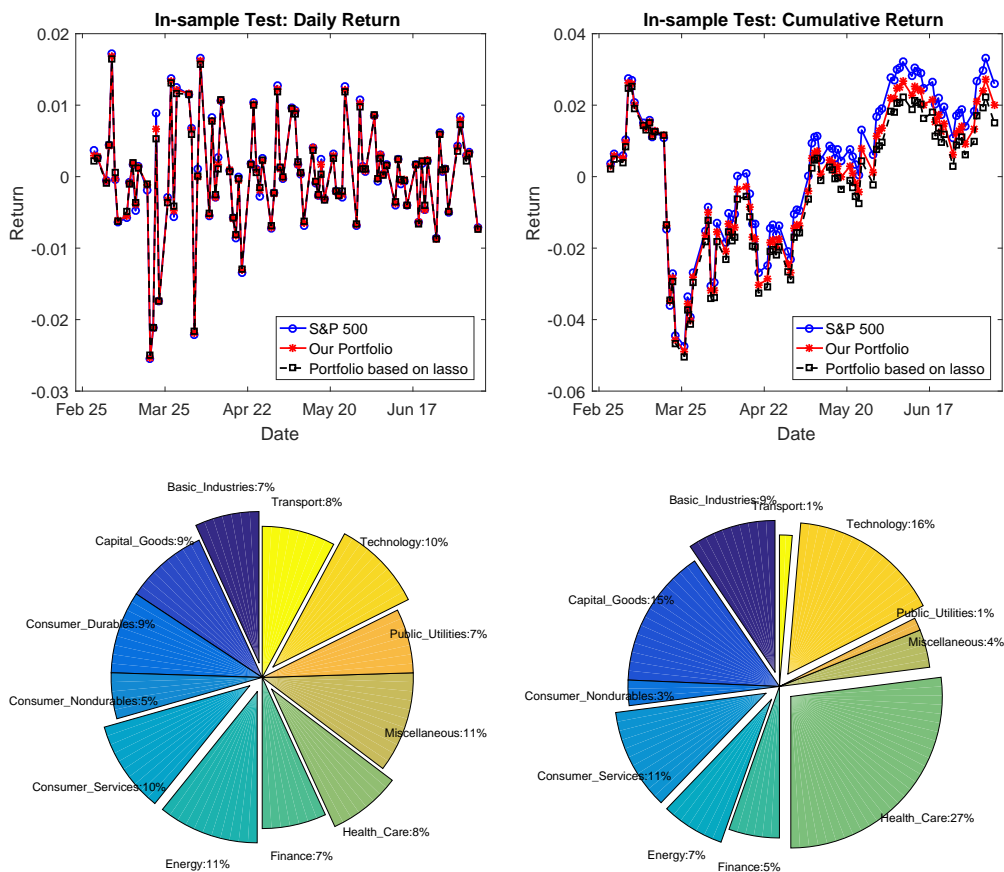 In-sample Test: Daily Return
0.02
0.01
0
-0.01
-0.02
-0.03
Return
S&P 500
Our Portfolio
Portfolio based on lasso
Feb 25
Mar 25
Apr 22
May 20
Jun 17
Date
In-sample Test: Cumulative Return
0.04
0.02
0
-0.02
-0.04
-0.06
Return
S&P 500
Our Portfolio
Portfolio based on lasso
Feb 25
Mar 25
Apr 22
May 20
Jun 17
Date
Basic_Industries:7%
Transport:8%
Capital_Goods:9%
Technology:10%
Consumer_Durables:9%
Public_Utilities:7%
Consumer_Nondurables:5%
Miscellaneous:11%
Consumer_Services:10%
Health_Care:8%
Energy:11%
Finance:7%
Basic_Industries:9%
Transport:1%
Technology:16%
Capital_Goods:15%
Public_Utilities:1%
Miscellaneous:4%
Consumer_Nondurables:3%
Consumer_Services:11%
Health_Care:27%
Energy:7%
Finance:5%